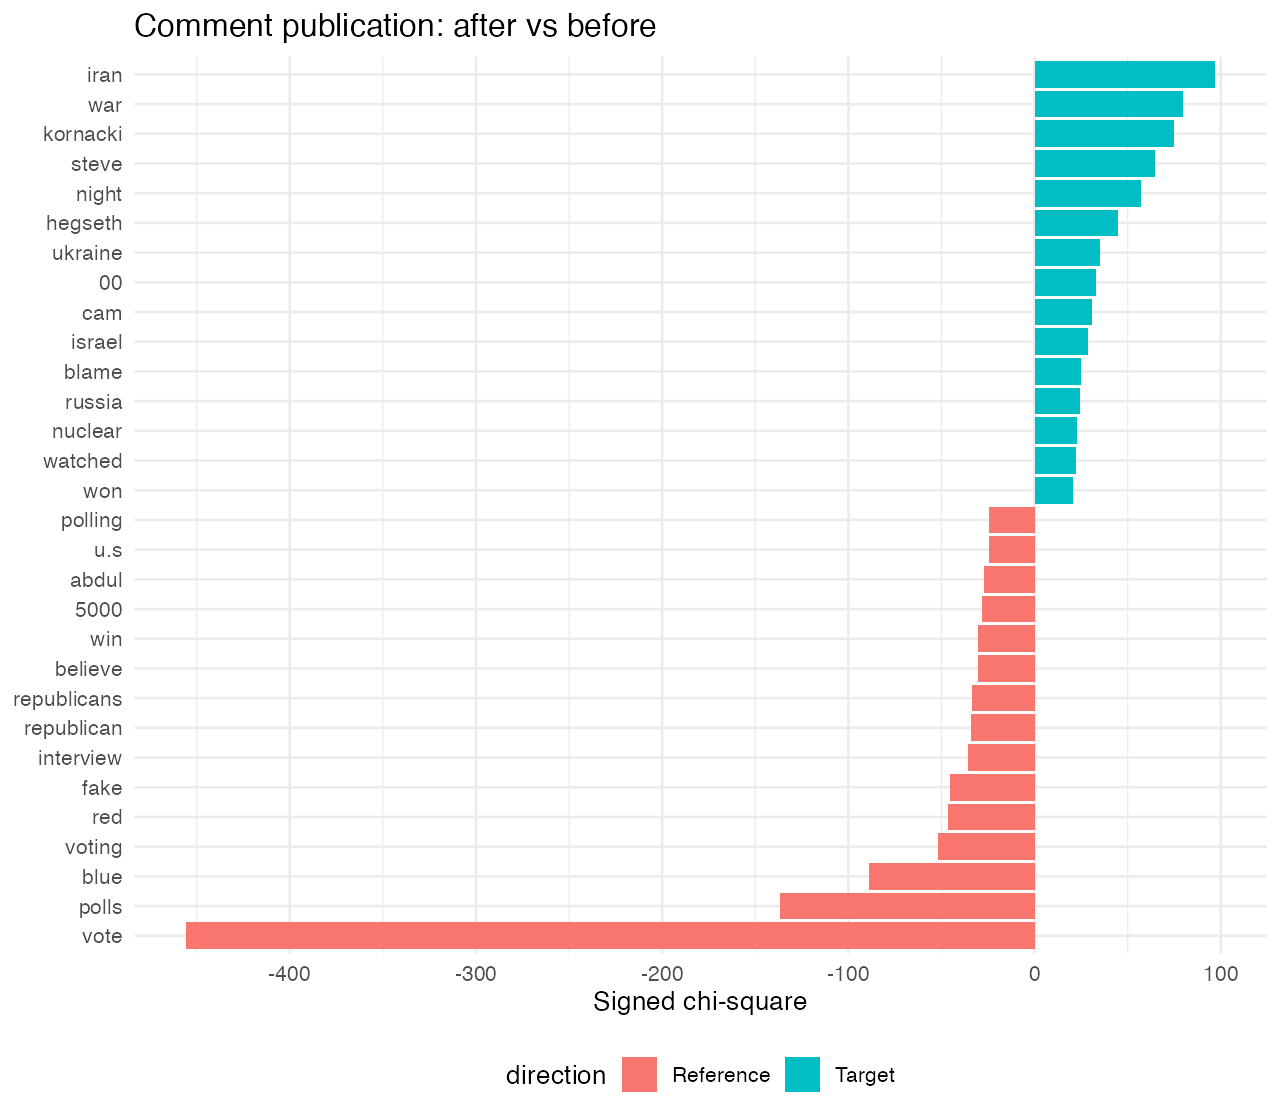 Comment publication: after vs before
iran
war
kornacki
steve
night
hegseth
ukraine
00
cam
israel
blame
russia
nuclear
watched
won
polling
u.s
abdul
5000
win
believe
republicans
republican
interview
fake
red
voting
blue
polls
vote
-400 -300 -200 -100 0 100
Signed chi-square
direction Reference Target